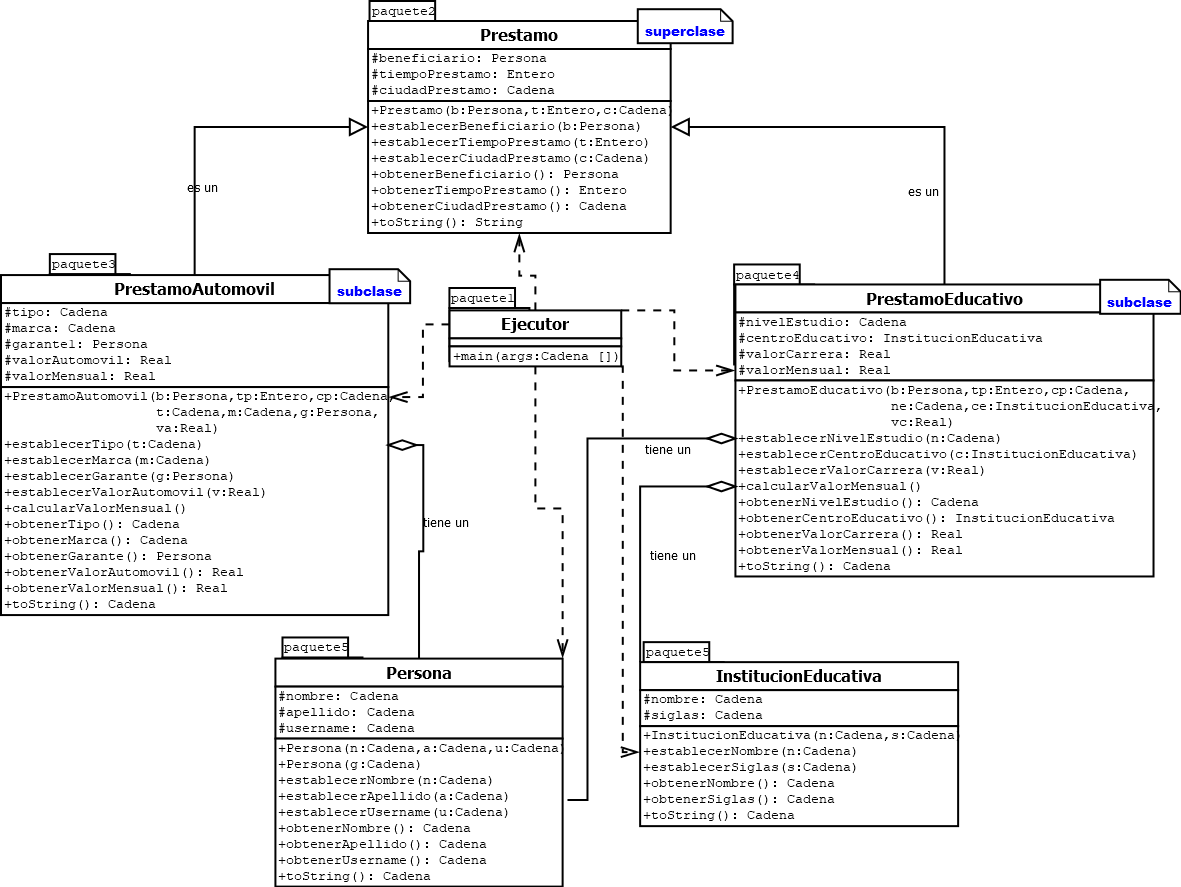 paquete2
Prestamo
superclase
#beneficiario: Persona
#tiempoPrestamo: Entero
#ciudadPrestamo: Cadena
+Prestamo(b:Persona,t:Entero,c:Cadena)
+establecerBeneficiario(b:Persona)
+establecerTiempoPrestamo(t:Entero)
+establecerCiudadPrestamo(c:Cadena)
+obtenerBeneficiario(): Persona
+obtenerTiempoPrestamo(): Entero
+obtenerCiudadPrestamo(): Cadena
+toString(): String
es un
es un
paquete3
PrestamoAutomovil
subclase
#tipo: Cadena
#marca: Cadena
#garante1: Persona
#valorAutomovil: Real
#valorMensual: Real
+PrestamoAutomovil(b:Persona,tp:Entero,cp:Cadena,
t:Cadena,m:Cadena,g:Persona,
va:Real)
+establecerTipo(t:Cadena)
+establecerMarca(m:Cadena)
+establecerGarante(g:Persona)
+establecerValorAutomovil(v:Real)
+calcularValorMensual()
+obtenerTipo(): Cadena
+obtenerMarca(): Cadena
+obtenerGarante(): Persona
+obtenerValorAutomovil(): Real
+obtenerValorMensual(): Real
+toString(): Cadena
paquete1
Ejecutor
+main(args:Cadena [])
paquete4
PrestamoEducativo
subclase
#nivelEstudio: Cadena
#centroEducativo: InstitucionEducativa
#valorCarrera: Real
#valorMensual: Real
+PrestamoEducativo(b:Persona,tp:Entero,cp:Cadena,
ne:Cadena,ce:InstitucionEducativa,
vc:Real)
+establecerNivelEstudio(n:Cadena)
+establecerCentroEducativo(c:InstitucionEducativa)
+establecerValorCarrera(v:Real)
+calcularValorMensual()
+obtenerNivelEstudio(): Cadena
+obtenerCentroEducativo(): InstitucionEducativa
+obtenerValorCarrera(): Real
+obtenerValorMensual(): Real
+toString(): Cadena
tiene un
tiene un
tiene un
paquete5
Persona
#nombre: Cadena
#apellido: Cadena
#username: Cadena
+Persona(n:Cadena,a:Cadena,u:Cadena)
+Persona(g:Cadena)
+establecerNombre(n:Cadena)
+establecerApellido(a:Cadena)
+establecerUsername(u:Cadena)
+obtenerNombre(): Cadena
+obtenerApellido(): Cadena
+obtenerUsername(): Cadena
+toString(): Cadena
paquete5
InstitucionEducativa
#nombre: Cadena
#siglas: Cadena
+InstitucionEducativa(n:Cadena,s:Cadena)
+establecerNombre(n:Cadena)
+establecerSiglas(s:Cadena)
+obtenerNombre(): Cadena
+obtenerSiglas(): Cadena
+toString(): Cadena